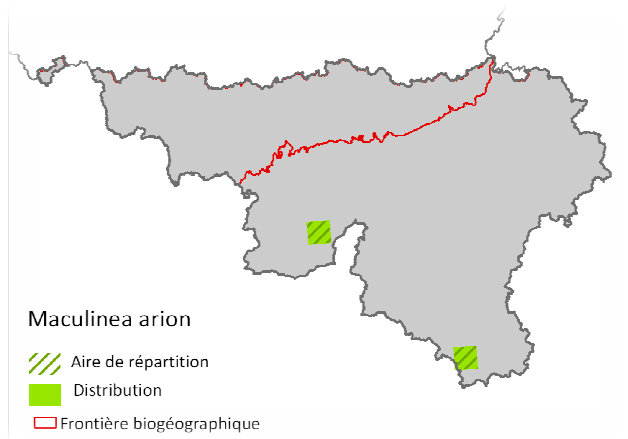 Maculinea arion
Aire de répartition
Distribution
Frontière biogéographique